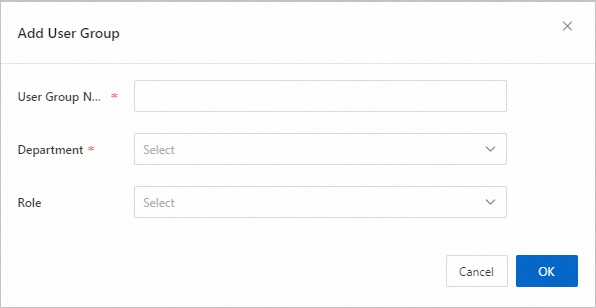 Add User Group
User Group N... *
Department *
Select
Role
Select
Cancel
OK